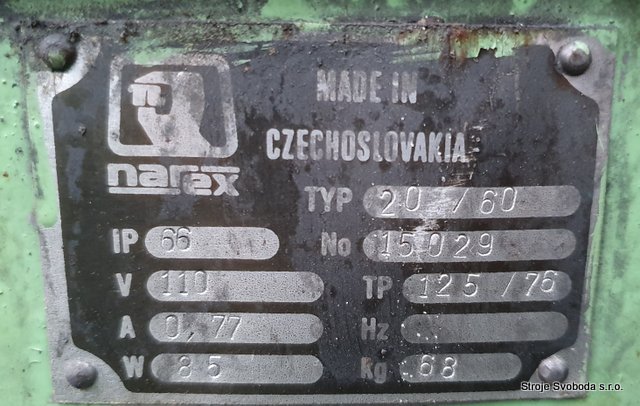 n
narex
MADE IN
CZECHOSLOVAKIA
TYP 20 / 60
IP 66
No 15029
V 110
TP 125 / 76
A 0,77
Hz
W 85
Kg 68
Stroje Svoboda s.r.o.